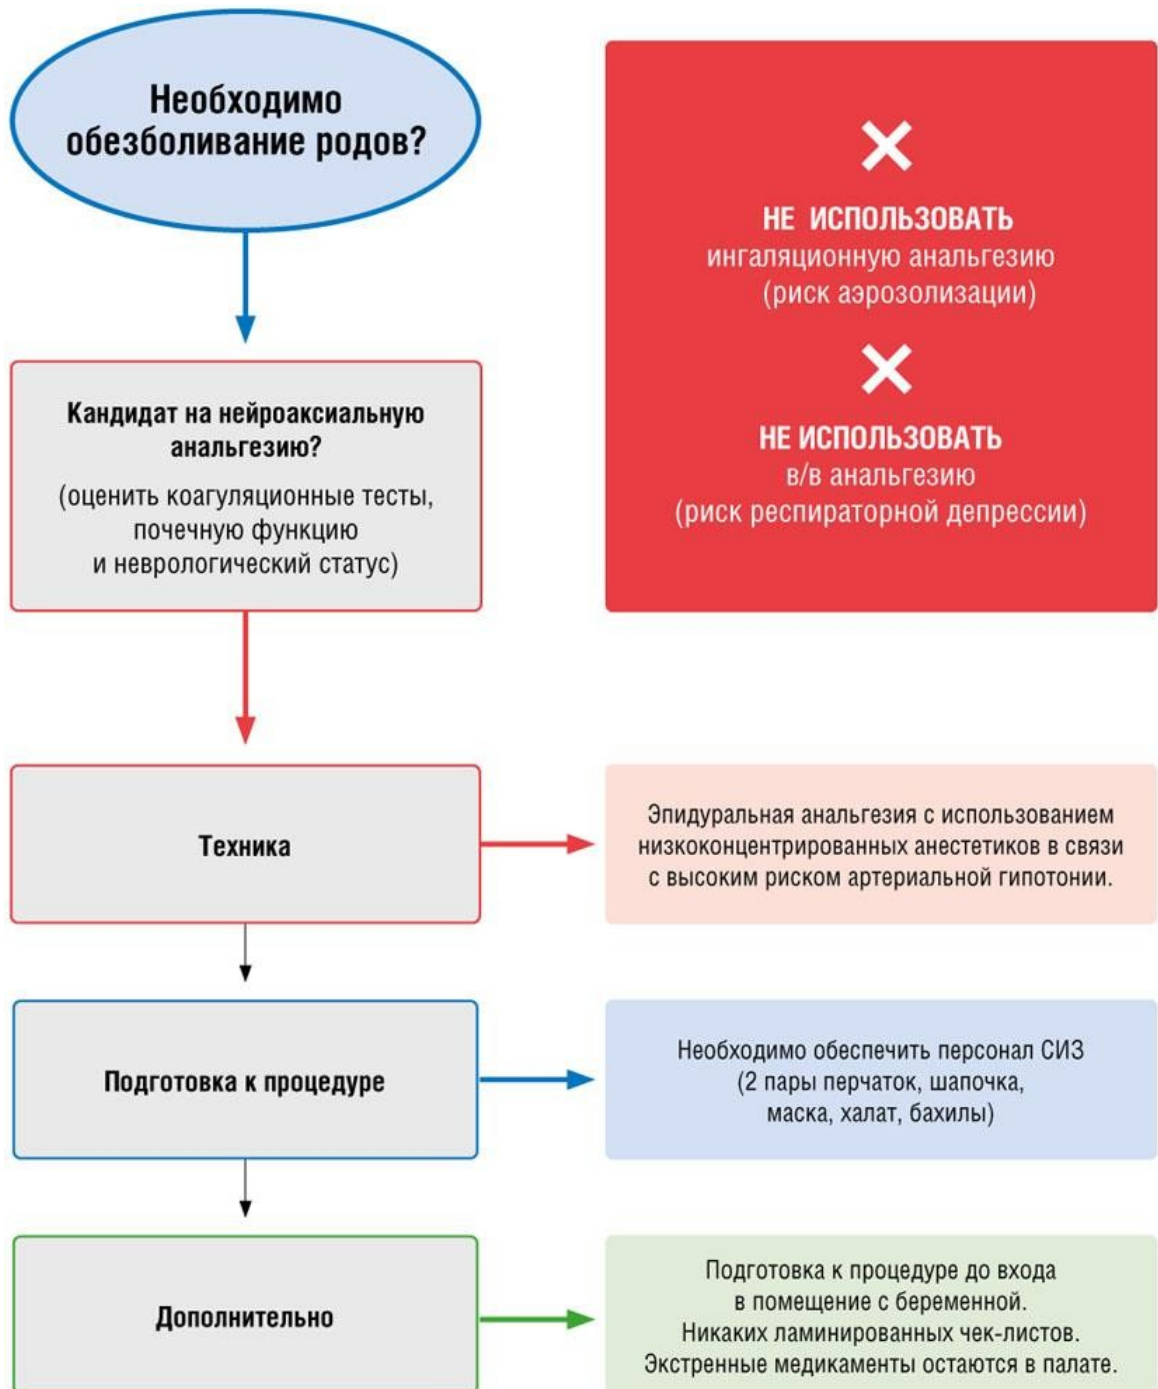 Необходимо
обезболивание родов?
НЕ ИСПОЛЬЗОВАТЬ
ингаляционную анальгезию
(риск аэрозолизации)
НЕ ИСПОЛЬЗОВАТЬ
в/в анальгезию
(риск респираторной депрессии)
Кандидат на нейроаксиальную
анальгезию?
(оценить коагуляционные тесты,
почечную функцию
и неврологический статус)
Техника
Эпидуральная анальгезия с использованием
низкоконцентрированных анестетиков в связи
с высоким риском артериальной гипотонии.
Подготовка к процедуре
Необходимо обеспечить персонал СИЗ
(2 пары перчаток, шапочка,
маска, халат, бахилы)
Дополнительно
Подготовка к процедуре до входа
в помещение с беременной.
Никаких ламинированных чек-листов.
Экстренные медикаменты остаются в палате.